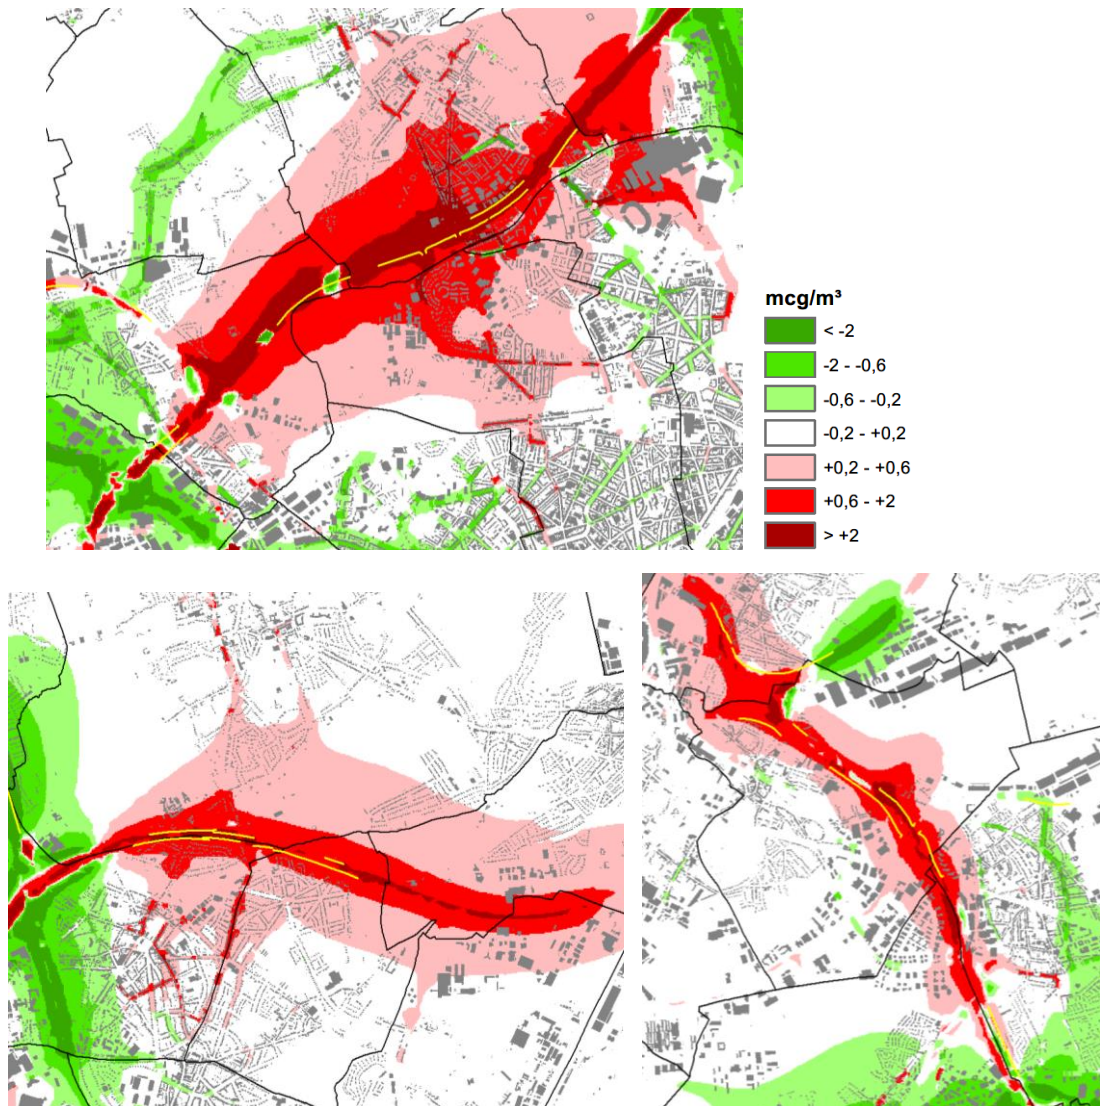 mcg/m³
< -2
-2 - -0,6
-0,6 - -0,2
-0,2 - +0,2
+0,2 - +0,6
+0,6 - +2
> +2